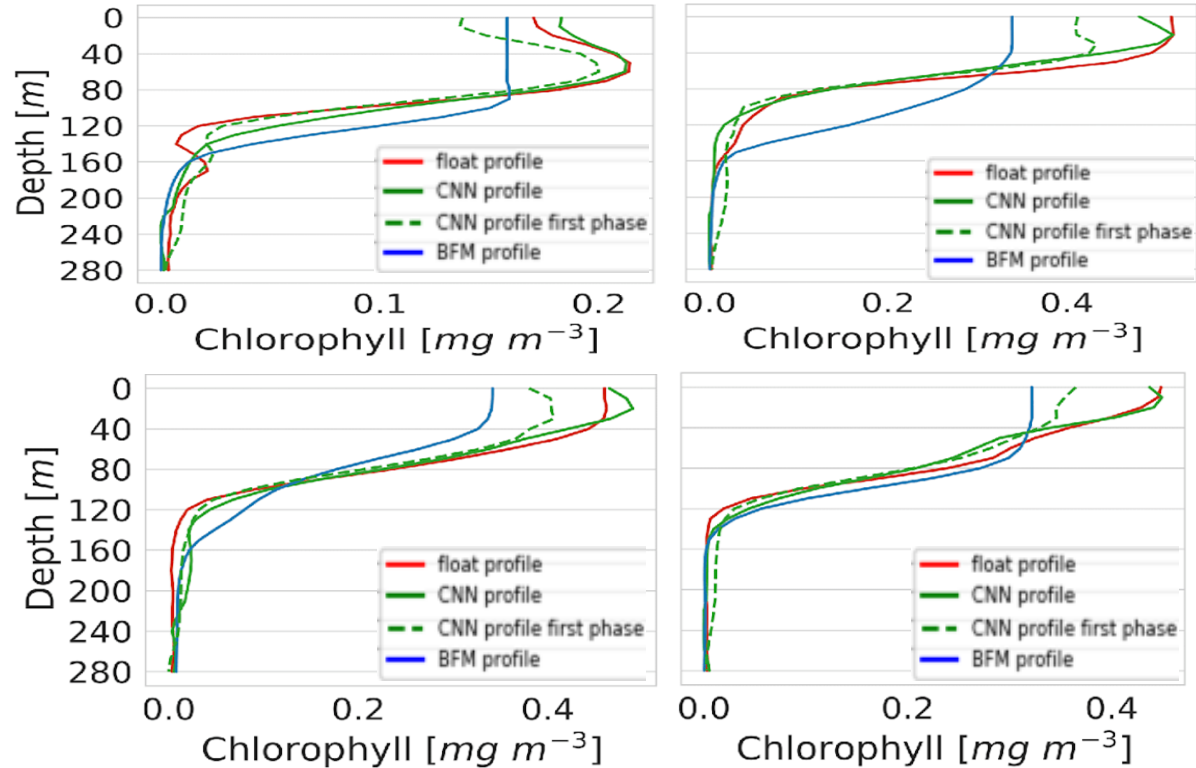 0
40
80
120
160
200
240
280
Depth [m]
float profile
CNN profile
CNN profile first phase
BFM profile
0.0 0.1 0.2
Chlorophyll [mg m⁻³]
0
40
80
120
160
200
240
280
Depth [m]
float profile
CNN profile
CNN profile first phase
BFM profile
0.0 0.2 0.4
Chlorophyll [mg m⁻³]
0
40
80
120
160
200
240
280
Depth [m]
float profile
CNN profile
CNN profile first phase
BFM profile
0.0 0.2 0.4
Chlorophyll [mg m⁻³]
0
40
80
120
160
200
240
280
Depth [m]
float profile
CNN profile
CNN profile first phase
BFM profile
0.0 0.2 0.4
Chlorophyll [mg m⁻³]